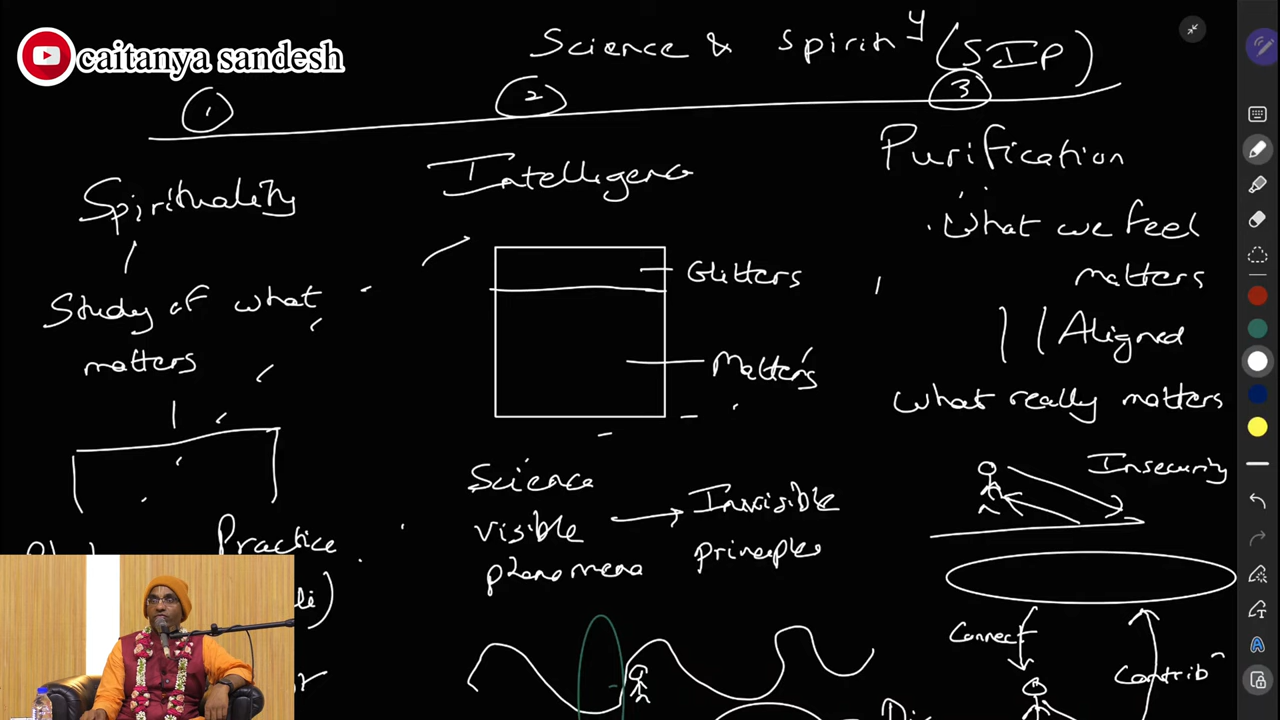 caitanya sandesh
Science & Spirit^y (SIP)
1
2
3
Spirituality
Study of what
matters
Practice
Intelligence
Glitters
Matters
Science
visible
phenomena
Invisible
principles
Purification
What we feel
matters
Aligned
what really matters
Insecurity
Connect
Contrib^n